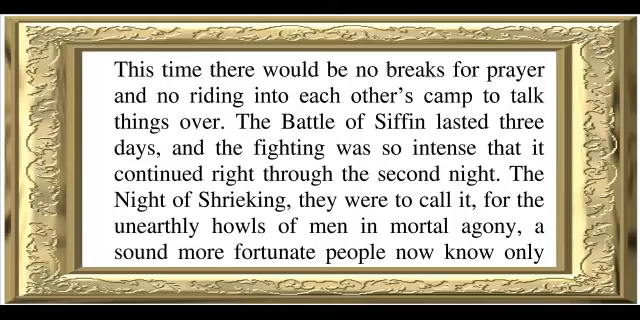 This time there would be no breaks for prayer
and no riding into each other’s camp to talk
things over. The Battle of Siffin lasted three
days, and the fighting was so intense that it
continued right through the second night. The
Night of Shrieking, they were to call it, for the
unearthly howls of men in mortal agony, a
sound more fortunate people now know only